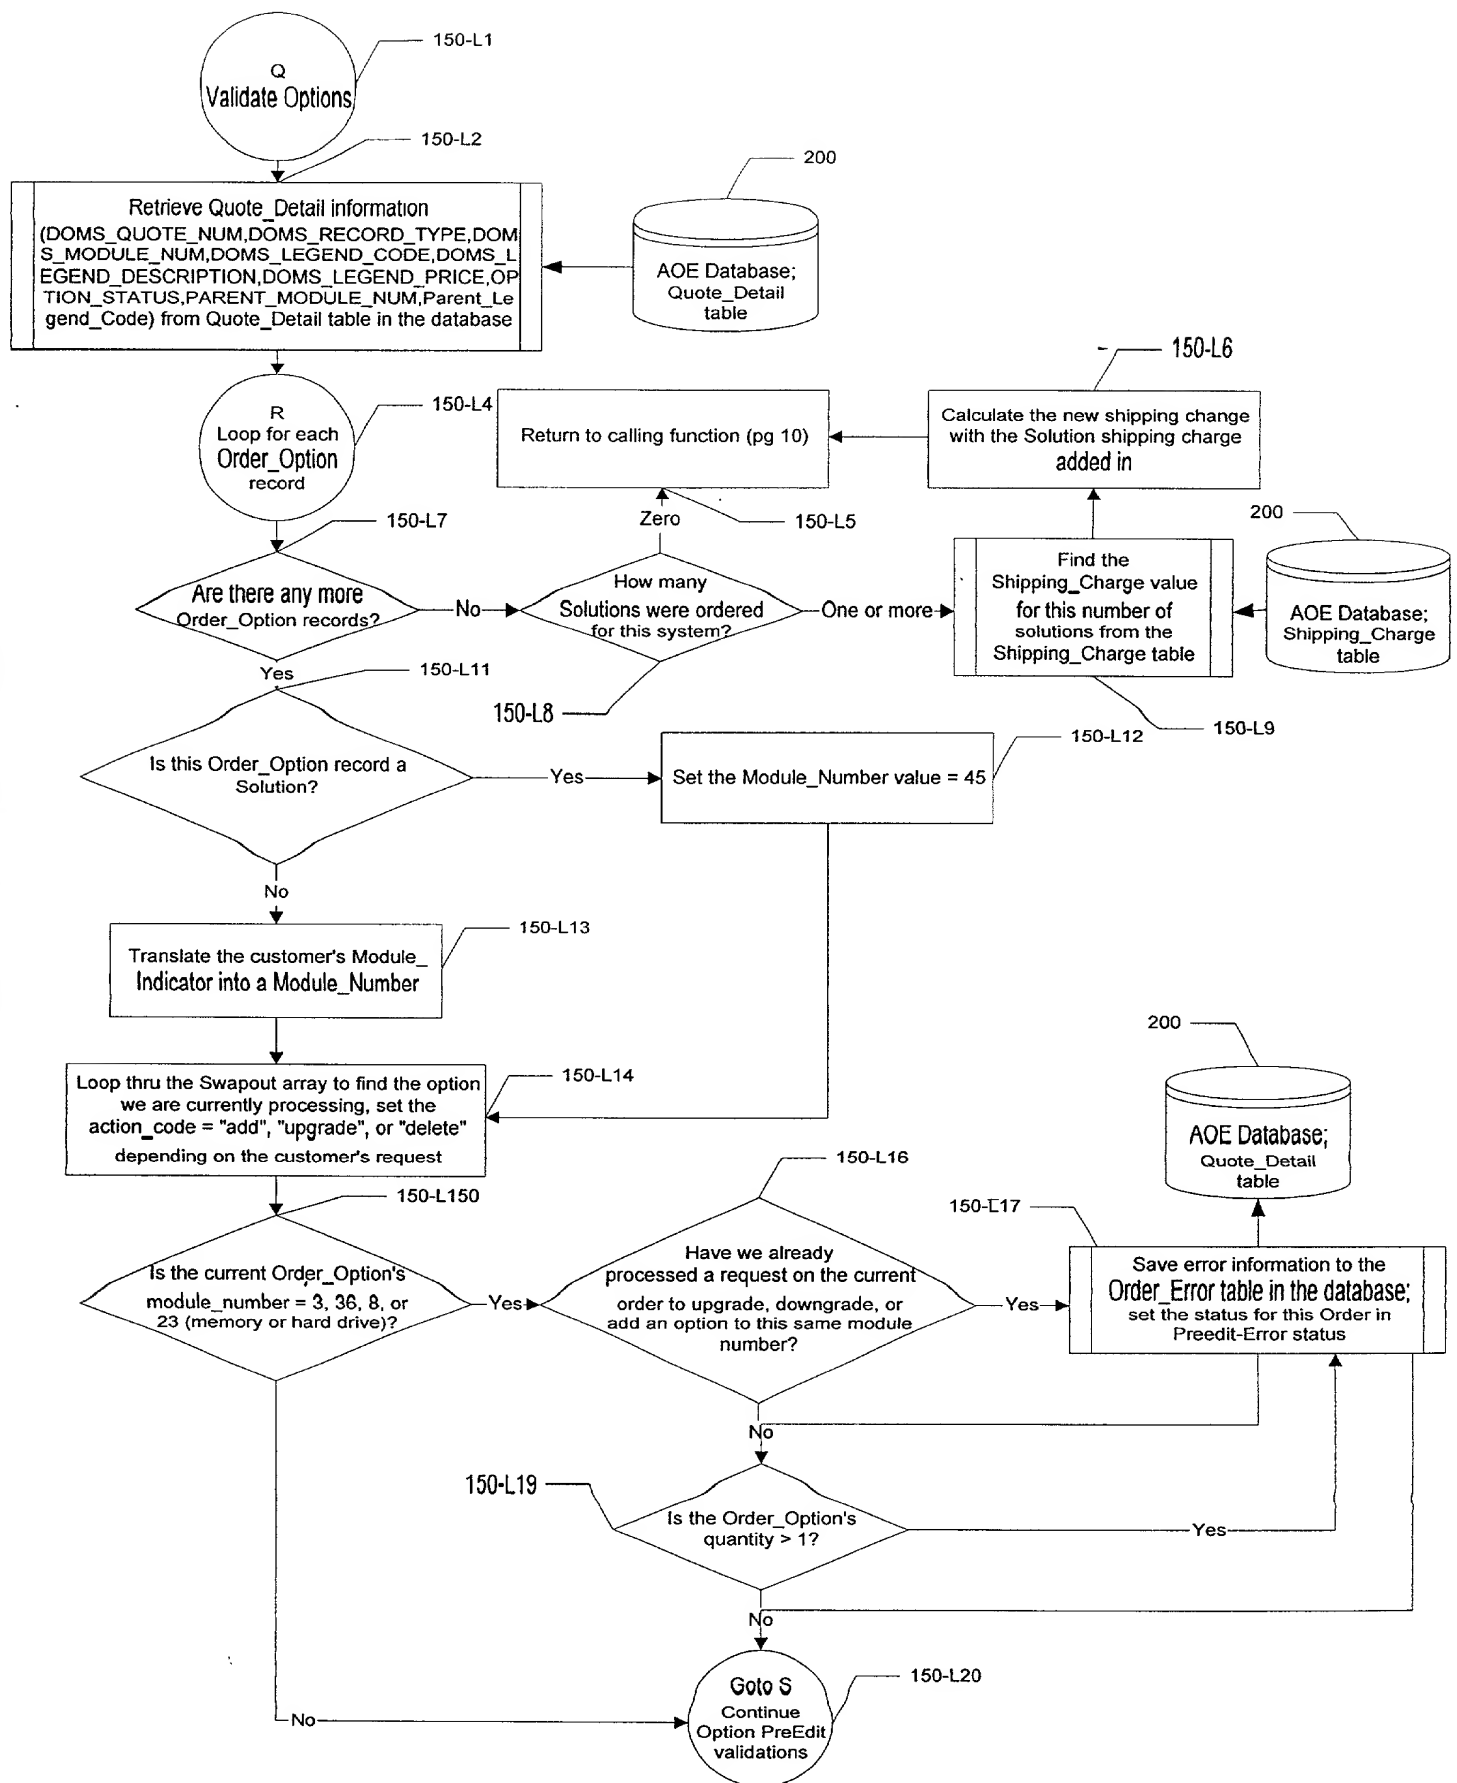 150-L1
Q
Validate Options
150-L2
200
Retrieve Quote_Detail information
(DOMS_QUOTE_NUM,DOMS_RECORD_TYPE,DOM
S_MODULE_NUM,DOMS_LEGEND_CODE,DOMS_L
EGEND_DESCRIPTION,DOMS_LEGEND_PRICE,OP
TION_STATUS,PARENT_MODULE_NUM,Parent_Le
gend_Code) from Quote_Detail table in the database
AOE Database;
Quote_Detail
table
150-L6
150-L4
R
Loop for each
Order_Option
record
Return to calling function (pg 10)
Calculate the new shipping change
with the Solution shipping charge
added in
150-L7
Zero
150-L5
200
Are there any more
Order_Option records?
No
How many
Solutions were ordered
for this system?
One or more
Find the
Shipping_Charge value
for this number of
solutions from the
Shipping_Charge table
AOE Database;
Shipping_Charge
table
Yes
150-L11
150-L8
150-L9
150-L12
Is this Order_Option record a
Solution?
Yes
Set the Module_Number value = 45
No
150-L13
Translate the customer's Module_
Indicator into a Module_Number
200
150-L14
Loop thru the Swapout array to find the option
we are currently processing, set the
action_code = "add", "upgrade", or "delete"
depending on the customer's request
AOE Database;
Quote_Detail
table
150-L16
150-L150
150-L17
Is the current Order_Option's
module_number = 3, 36, 8, or
23 (memory or hard drive)?
Yes
Have we already
processed a request on the current
order to upgrade, downgrade, or
add an option to this same module
number?
Yes
Save error information to the
Order_Error table in the database;
set the status for this Order in
Preedit-Error status
No
150-L19
Is the Order_Option's
quantity > 1?
Yes
No
150-L20
Goto S
Continue
Option PreEdit
validations
No